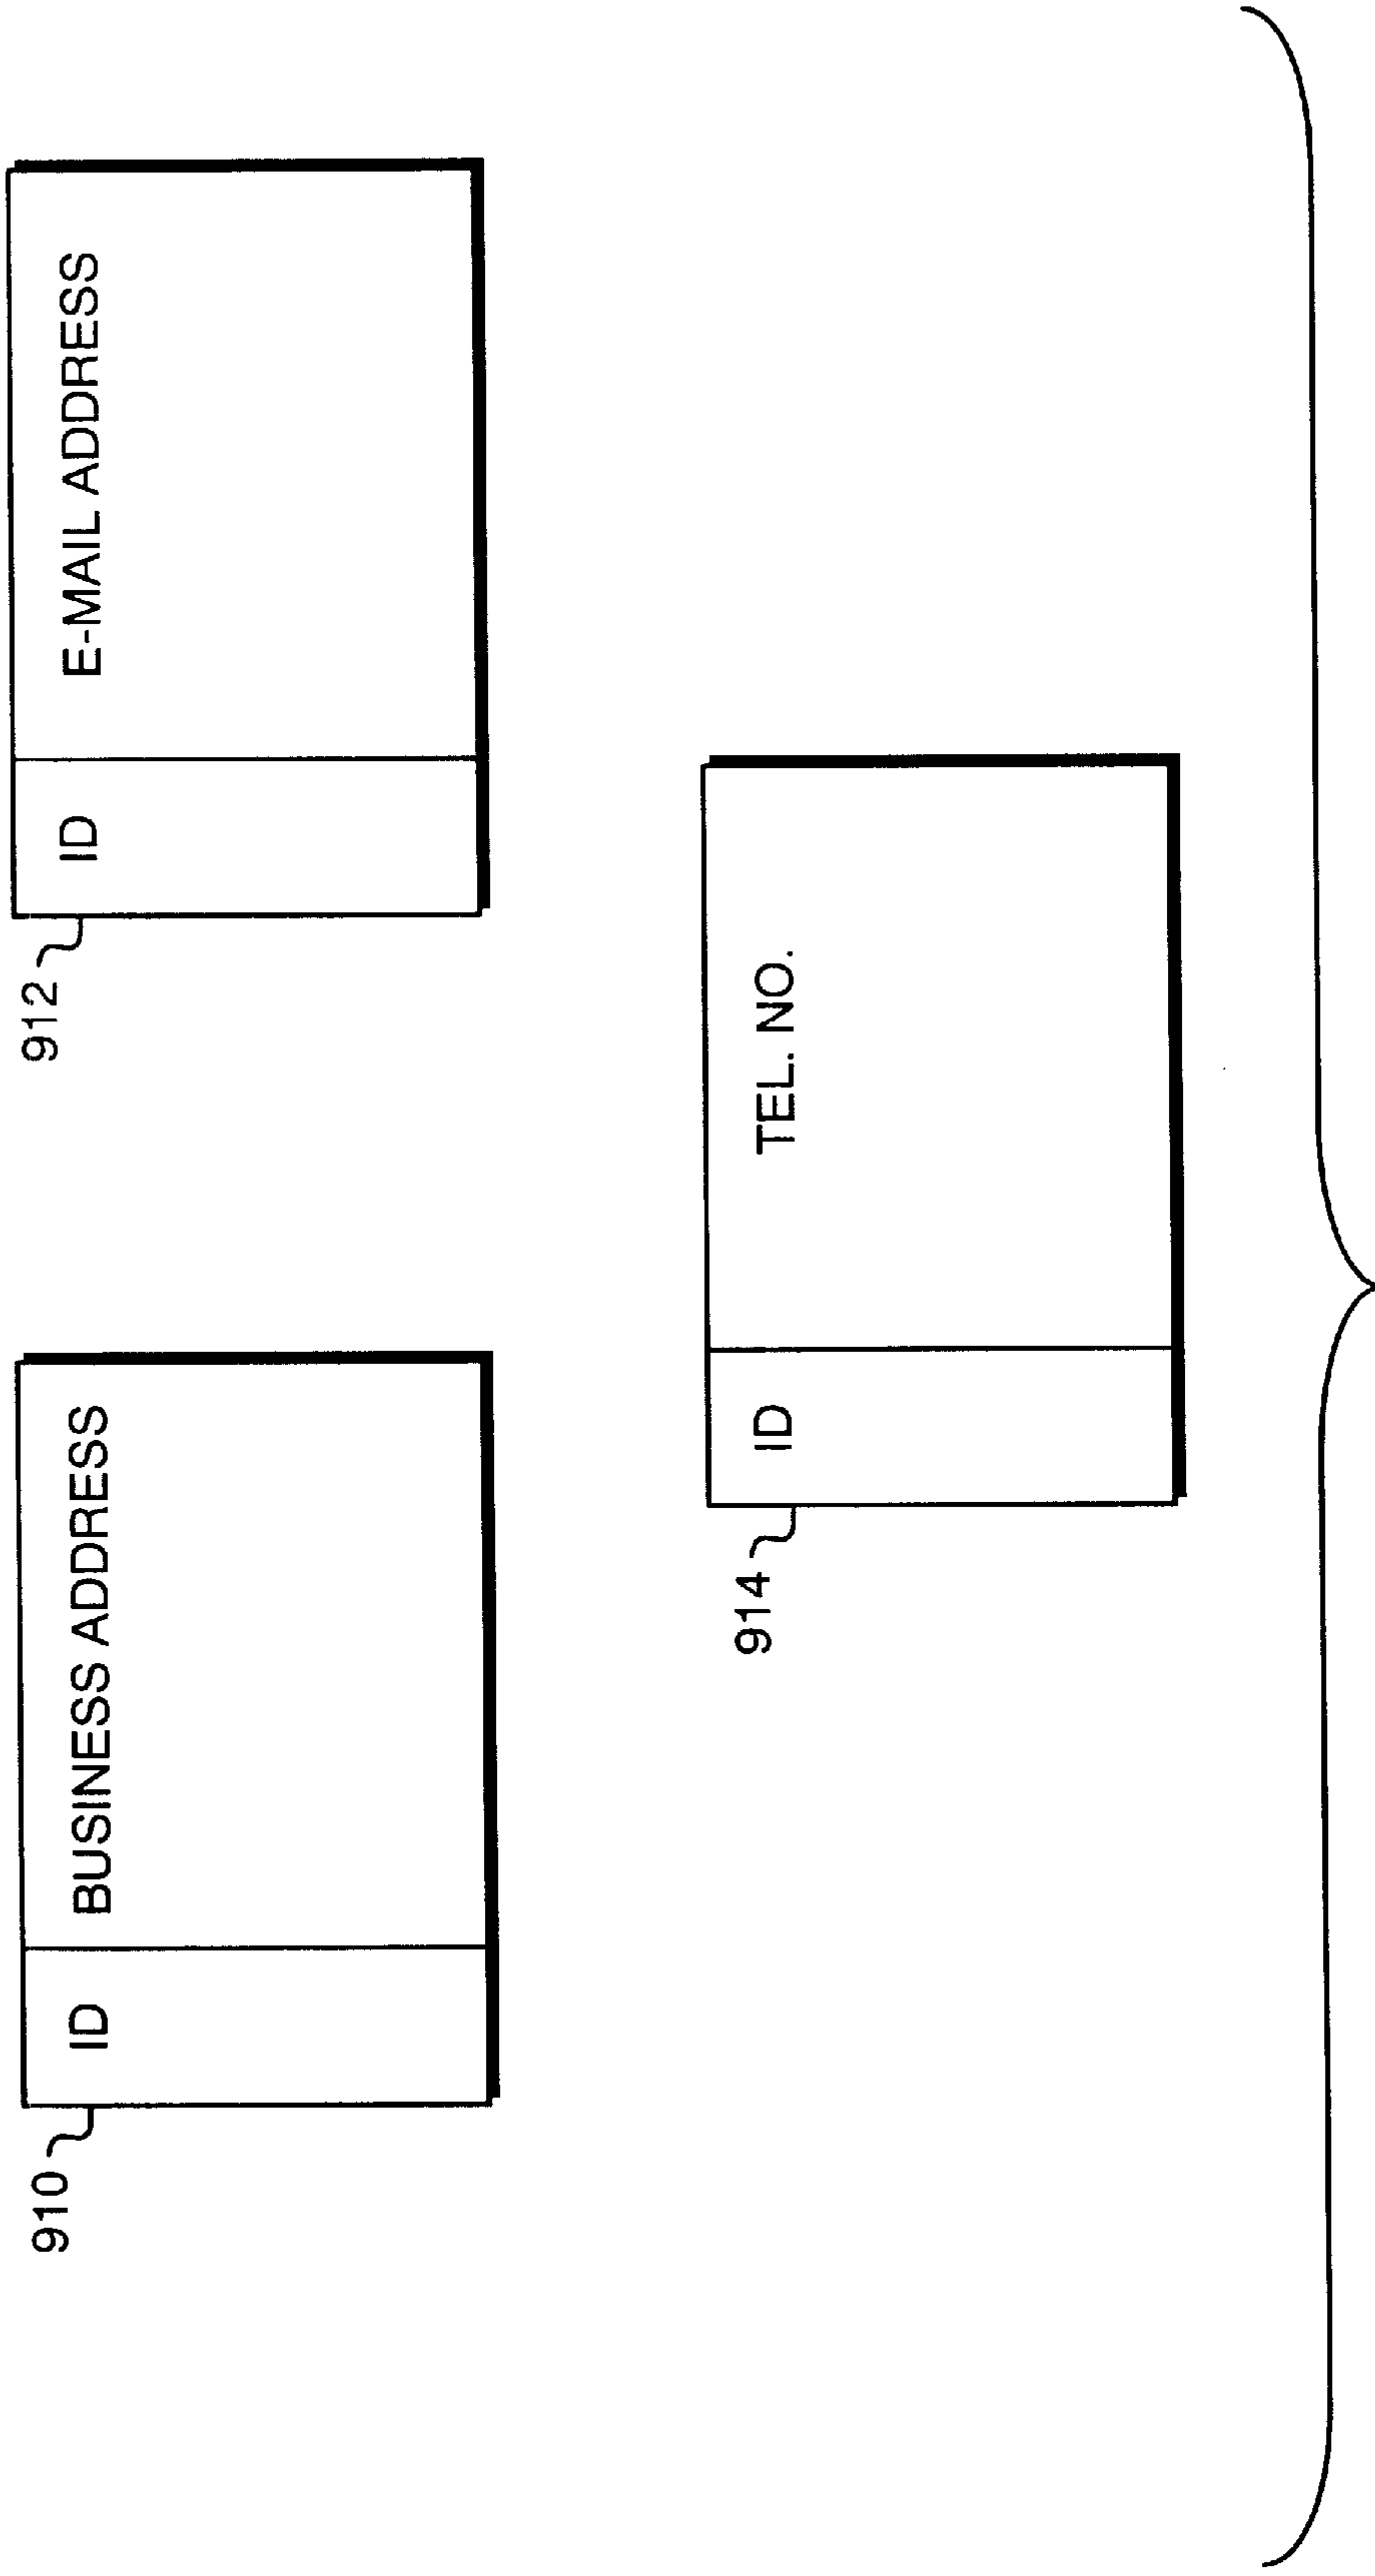 910
ID BUSINESS ADDRESS
912
ID E-MAIL ADDRESS
914
ID TEL. NO.